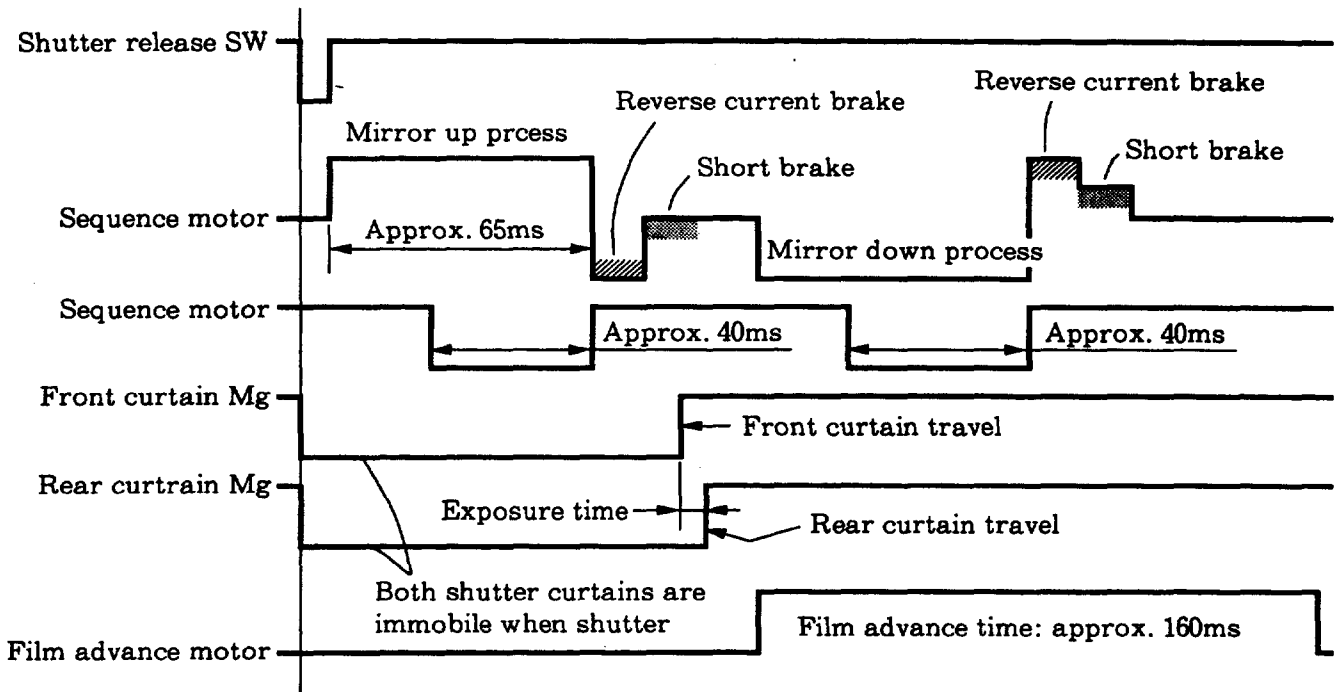 Shutter release SW
Reverse current brake
Reverse current brake
Mirror up prcess
Short brake
Short brake
Sequence motor
Approx. 65ms
Mirror down process
Sequence motor
Approx. 40ms
Approx. 40ms
Front curtain Mg
Front curtain travel
Rear curtrain Mg
Exposure time
Rear curtain travel
Both shutter curtains are
immobile when shutter
Film advance time: approx. 160ms
Film advance motor